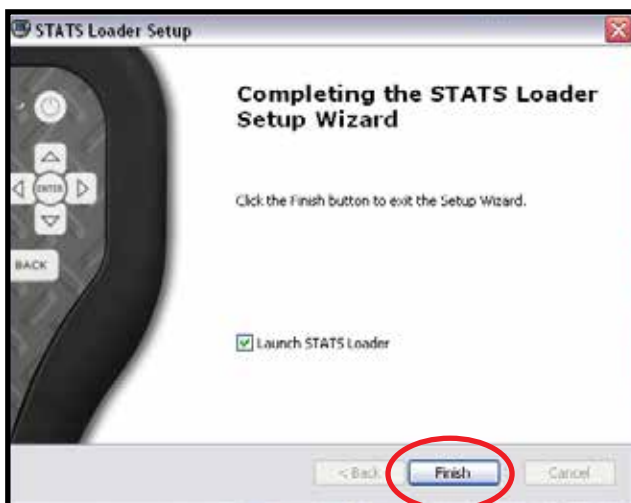 STATS Loader Setup
Completing the STATS Loader
Setup Wizard
ENTER
Click the Finish button to exit the Setup Wizard.
BACK
Launch STATS Loader
< Back
Finish
Cancel